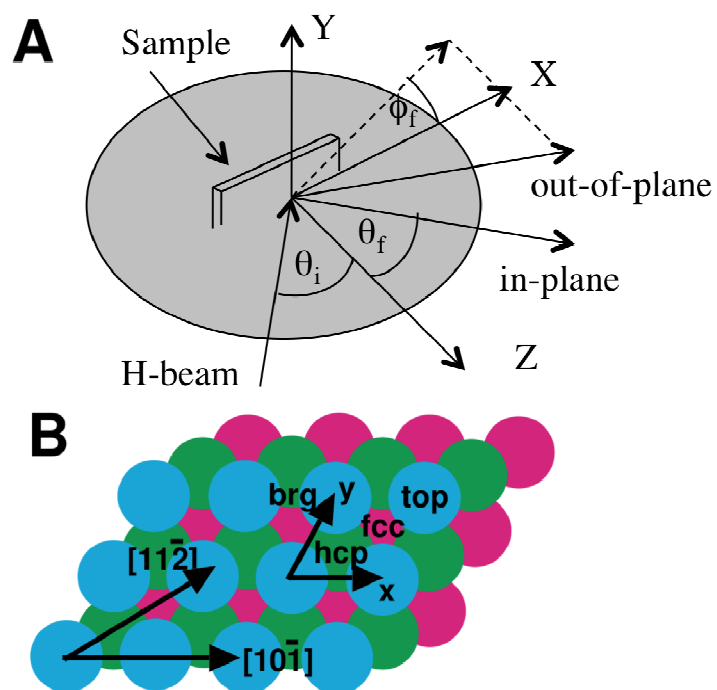 A
Sample
Y
X
ϕf
out-of-plane
θf
θi
in-plane
Z
H-beam
B
brg y top
fcc
[112̄] hcp
x
[101̄]